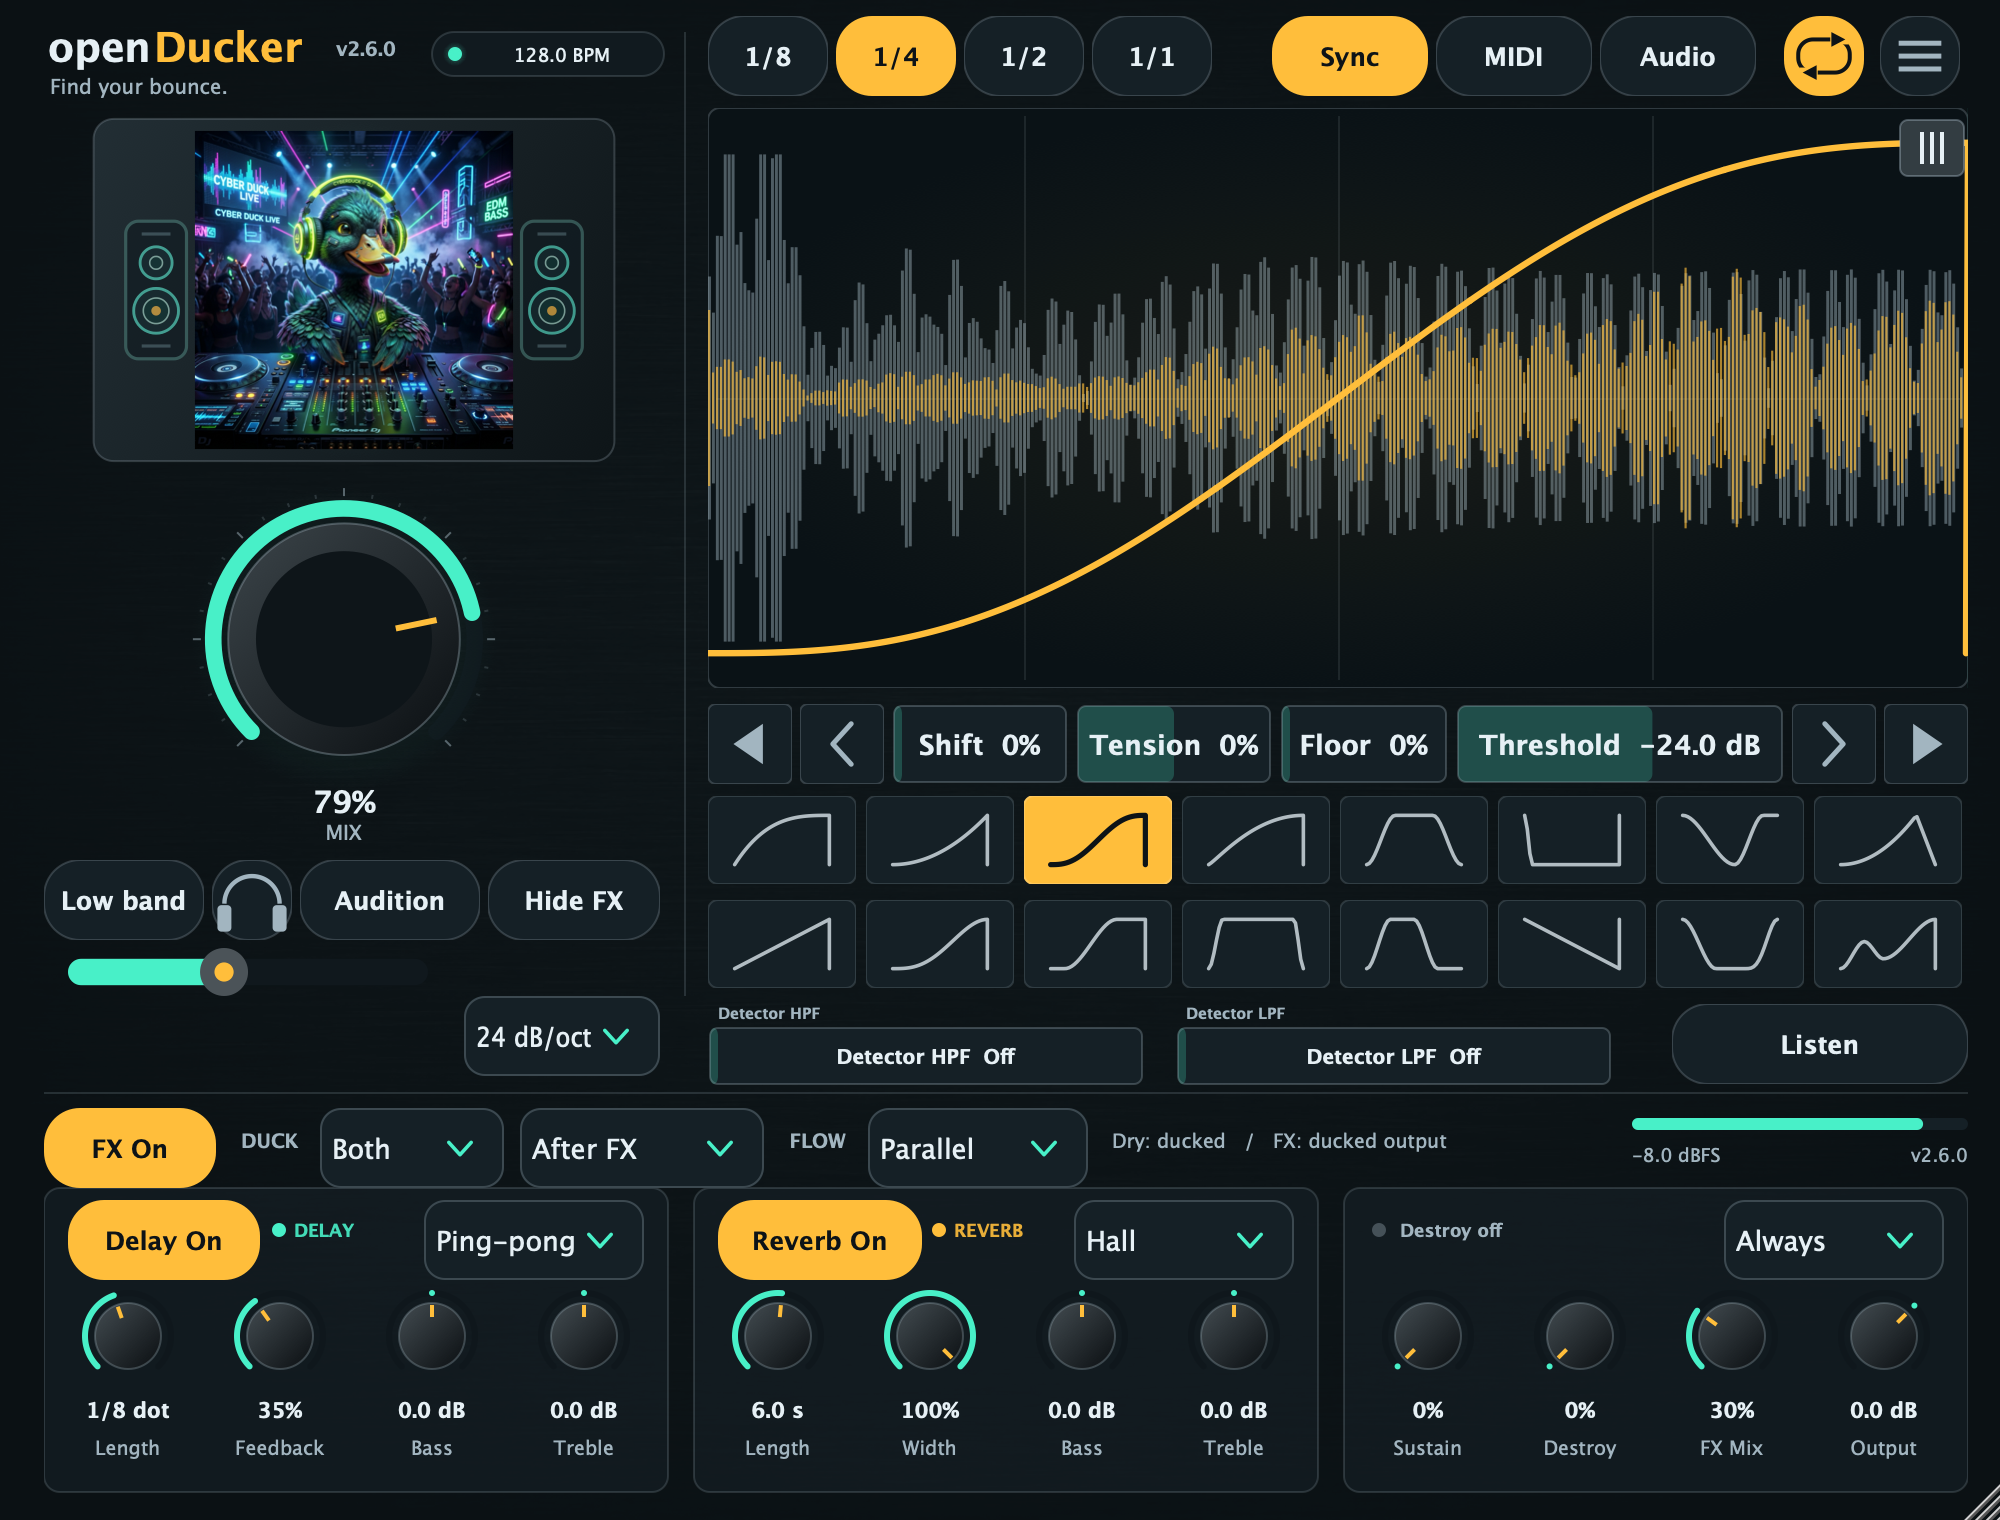 openDucker v2.6.0 128.0 BPM
Find your bounce.
1/8 1/4 1/2 1/1 Sync MIDI Audio
CYBER DUCK
LIVE
CYBER DUCK LIVE
EDM
BASS
Pioneer Dj
79%
MIX
Low band Audition Hide FX
24 dB/oct
Shift 0% Tension 0% Floor 0% Threshold -24.0 dB
Detector HPF Detector LPF
Detector HPF Off Detector LPF Off Listen
FX On DUCK Both After FX FLOW Parallel Dry: ducked / FX: ducked output
-8.0 dBFS v2.6.0
Delay On DELAY Ping-pong
1/8 dot 35% 0.0 dB 0.0 dB
Length Feedback Bass Treble
Reverb On REVERB Hall
6.0 s 100% 0.0 dB 0.0 dB
Length Width Bass Treble
Destroy off Always
0% 0% 30% 0.0 dB
Sustain Destroy FX Mix Output